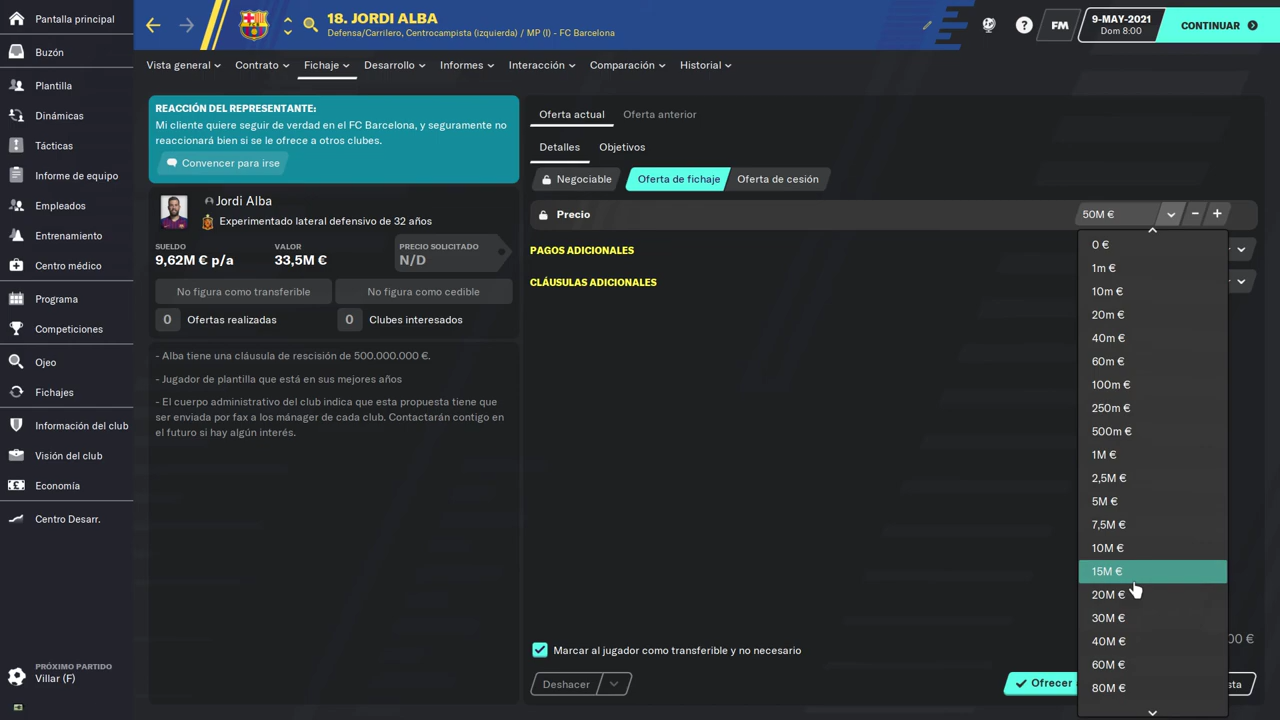 Pantalla principal
Buzón
Plantilla
Dinámicas
Tácticas
Informe de equipo
Empleados
Entrenamiento
Centro médico
Programa
Competiciones
Ojeo
Fichajes
Información del club
Visión del club
Economía
Centro Desarr.
PRÓXIMO PARTIDO
Villar (F)
18. JORDI ALBA
Defensa/Carrilero, Centrocampista (izquierda) / MP (I) - FC Barcelona
?
FM
9-MAY-2021
Dom 8:00
CONTINUAR
Vista general
Contrato
Fichaje
Desarrollo
Informes
Interacción
Comparación
Historial
REACCIÓN DEL REPRESENTANTE:
Mi cliente quiere seguir de verdad en el FC Barcelona, y seguramente no
reaccionará bien si se le ofrece a otros clubes.
Convencer para irse
Jordi Alba
Experimentado lateral defensivo de 32 años
SUELDO
9,62M € p/a
VALOR
33,5M €
PRECIO SOLICITADO
N/D
No figura como transferible
No figura como cedible
0 Ofertas realizadas
0 Clubes interesados
- Alba tiene una cláusula de rescisión de 500.000.000 €.
- Jugador de plantilla que está en sus mejores años
- El cuerpo administrativo del club indica que esta propuesta tiene que
ser enviada por fax a los mánager de cada club. Contactarán contigo en
el futuro si hay algún interés.
Oferta actual
Oferta anterior
Detalles
Objetivos
Negociable
Oferta de fichaje
Oferta de cesión
Precio
50M €
PAGOS ADICIONALES
CLÁUSULAS ADICIONALES
0 €
1m €
10m €
20m €
40m €
60m €
100m €
250m €
500m €
1M €
2,5M €
5M €
7,5M €
10M €
15M €
20M €
30M €
40M €
60M €
80M €
Marcar al jugador como transferible y no necesario
Deshacer
Ofrecer